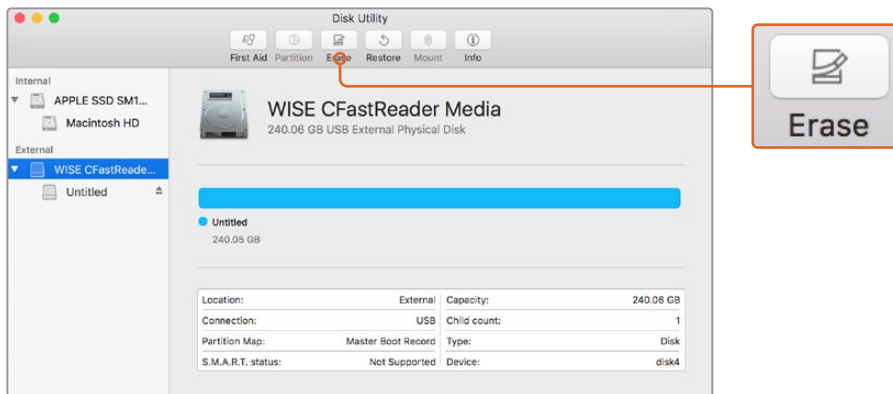 Disk Utility
First Aid Partition Erase Restore Mount Info
Erase
Internal
APPLE SSD SM1...
Macintosh HD
External
WISE CFastReade...
Untitled
WISE CFastReader Media
240.06 GB USB External Physical Disk
Untitled
240.05 GB
Location: External Capacity: 240.06 GB
Connection: USB Child count: 1
Partition Map: Master Boot Record Type: Disk
S.M.A.R.T. status: Not Supported Device: disk4